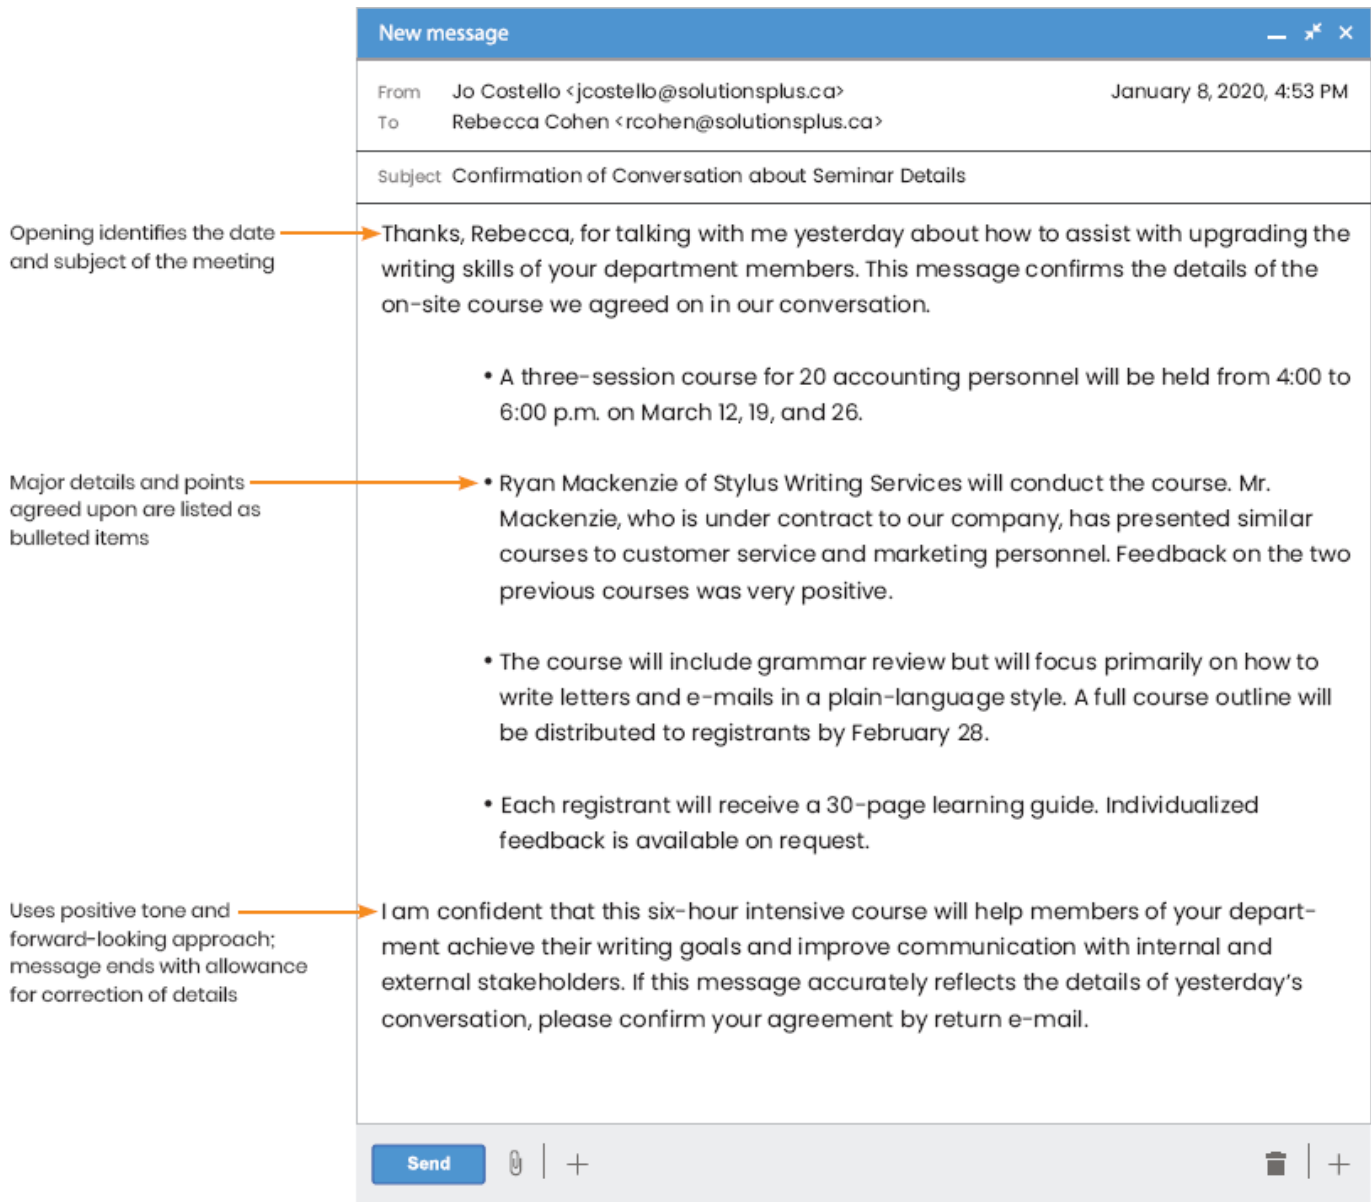 New message
From Jo Costello <jcostello@solutionsplus.ca> January 8, 2020, 4:53 PM
To Rebecca Cohen <rcohen@solutionsplus.ca>
Subject Confirmation of Conversation about Seminar Details
Opening identifies the date
and subject of the meeting
Thanks, Rebecca, for talking with me yesterday about how to assist with upgrading the
writing skills of your department members. This message confirms the details of the
on-site course we agreed on in our conversation.
• A three-session course for 20 accounting personnel will be held from 4:00 to
6:00 p.m. on March 12, 19, and 26.
Major details and points
agreed upon are listed as
bulleted items
• Ryan Mackenzie of Stylus Writing Services will conduct the course. Mr.
Mackenzie, who is under contract to our company, has presented similar
courses to customer service and marketing personnel. Feedback on the two
previous courses was very positive.
• The course will include grammar review but will focus primarily on how to
write letters and e-mails in a plain-language style. A full course outline will
be distributed to registrants by February 28.
• Each registrant will receive a 30-page learning guide. Individualized
feedback is available on request.
Uses positive tone and
forward-looking approach;
message ends with allowance
for correction of details
I am confident that this six-hour intensive course will help members of your depart-
ment achieve their writing goals and improve communication with internal and
external stakeholders. If this message accurately reflects the details of yesterday's
conversation, please confirm your agreement by return e-mail.
Send